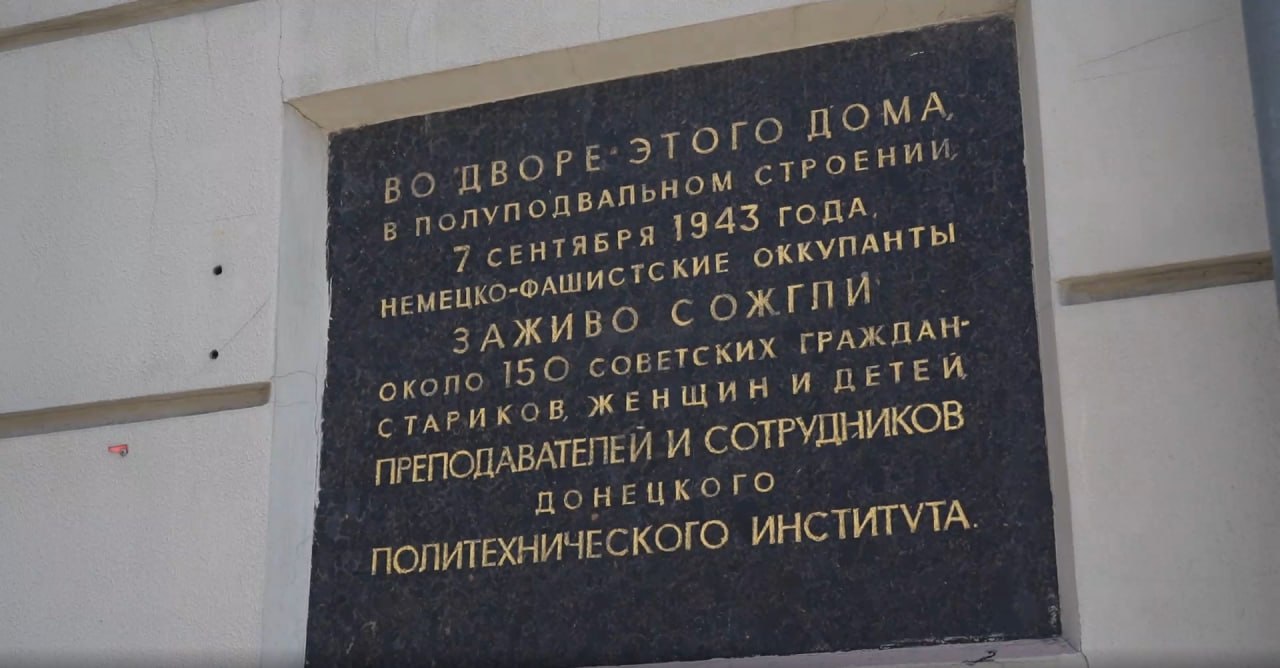 ВО ДВОРЕ ЭТОГО ДОМА,
В ПОЛУПОДВАЛЬНОМ СТРОЕНИИ,
7 СЕНТЯБРЯ 1943 ГОДА,
НЕМЕЦКО-ФАШИСТСКИЕ ОККУПАНТЫ
ЗАЖИВО СОЖГЛИ
ОКОЛО 150 СОВЕТСКИХ ГРАЖДАН-
СТАРИКОВ, ЖЕНЩИН И ДЕТЕЙ,
ПРЕПОДАВАТЕЛЕЙ И СОТРУДНИКОВ
ДОНЕЦКОГО
ПОЛИТЕХНИЧЕСКОГО ИНСТИТУТА.